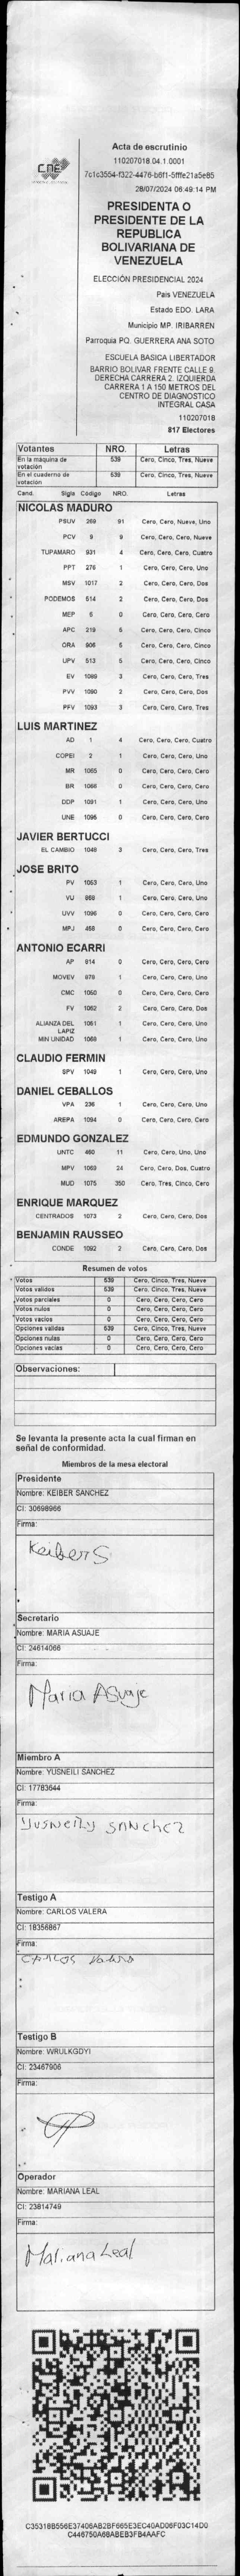 CNE
Acta de escrutinio
110207018.04.1.0001
7c1c3554-f322-4476-b6f1-5fffe21a5e85
28/07/2024 06:49:14 PM
PRESIDENTA O
PRESIDENTE DE LA
REPUBLICA
BOLIVARIANA DE
VENEZUELA
ELECCIÓN PRESIDENCIAL 2024
Pais VENEZUELA
Estado EDO. LARA
Municipio MP. IRIBARREN
Parroquia PQ. GUERRERA ANA SOTO
ESCUELA BASICA LIBERTADOR
BARRIO BOLIVAR FRENTE CALLE 9.
DERECHA CARRERA 2. IZQUIERDA
CARRERA 1 A 150 METROS DEL
CENTRO DE DIAGNOSTICO
INTEGRAL CASA
110207018
817 Electores
Votantes NRO. Letras
En la máquina de votación 539 Cero, Cinco, Tres, Nueve
En el cuaderno de votación 539 Cero, Cinco, Tres, Nueve
Cand. Sigla Código NRO. Letras
NICOLAS MADURO
PSUV 269 91 Cero, Cero, Nueve, Uno
PCV 9 9 Cero, Cero, Cero, Nueve
TUPAMARO 931 4 Cero, Cero, Cero, Cuatro
PPT 276 1 Cero, Cero, Cero, Uno
MSV 1017 2 Cero, Cero, Cero, Dos
PODEMOS 514 2 Cero, Cero, Cero, Dos
MEP 6 0 Cero, Cero, Cero, Cero
APC 219 5 Cero, Cero, Cero, Cinco
ORA 906 5 Cero, Cero, Cero, Cinco
UPV 513 5 Cero, Cero, Cero, Cinco
EV 1089 3 Cero, Cero, Cero, Tres
PVV 1090 2 Cero, Cero, Cero, Dos
PFV 1093 3 Cero, Cero, Cero, Tres
LUIS MARTINEZ
AD 1 4 Cero, Cero, Cero, Cuatro
COPEI 2 1 Cero, Cero, Cero, Uno
MR 1065 0 Cero, Cero, Cero, Cero
BR 1066 0 Cero, Cero, Cero, Cero
DDP 1091 1 Cero, Cero, Cero, Uno
UNE 1095 0 Cero, Cero, Cero, Cero
JAVIER BERTUCCI
EL CAMBIO 1048 3 Cero, Cero, Cero, Tres
JOSE BRITO
PV 1053 1 Cero, Cero, Cero, Uno
VU 968 1 Cero, Cero, Cero, Uno
UVV 1096 0 Cero, Cero, Cero, Cero
MPJ 458 0 Cero, Cero, Cero, Cero
ANTONIO ECARRI
AP 914 0 Cero, Cero, Cero, Cero
MOVEV 979 1 Cero, Cero, Cero, Uno
CMC 1050 0 Cero, Cero, Cero, Cero
FV 1052 2 Cero, Cero, Cero, Dos
ALIANZA DEL LAPIZ 1051 1 Cero, Cero, Cero, Uno
MIN UNIDAD 1068 1 Cero, Cero, Cero, Uno
CLAUDIO FERMIN
SPV 1049 1 Cero, Cero, Cero, Uno
DANIEL CEBALLOS
VPA 236 1 Cero, Cero, Cero, Uno
AREPA 1094 0 Cero, Cero, Cero, Cero
EDMUNDO GONZALEZ
UNTC 460 11 Cero, Cero, Uno, Uno
MPV 1069 24 Cero, Cero, Dos, Cuatro
MUD 1075 350 Cero, Tres, Cinco, Cero
ENRIQUE MARQUEZ
CENTRADOS 1073 2 Cero, Cero, Cero, Dos
BENJAMIN RAUSSEO
CONDE 1092 2 Cero, Cero, Cero, Dos
Resumen de votos
Votos 539 Cero, Cinco, Tres, Nueve
Votos validos 539 Cero, Cinco, Tres, Nueve
Votos parciales 0 Cero, Cero, Cero, Cero
Votos nulos 0 Cero, Cero, Cero, Cero
Votos vacios 0 Cero, Cero, Cero, Cero
Opciones validas 539 Cero, Cinco, Tres, Nueve
Opciones nulas 0 Cero, Cero, Cero, Cero
Opciones vacias 0 Cero, Cero, Cero, Cero
Observaciones:
Se levanta la presente acta la cual firman en
señal de conformidad.
Miembros de la mesa electoral
Presidente
Nombre: KEIBER SANCHEZ
CI: 30698966
Firma:
Keiber S
Secretario
Nombre: MARIA ASUAJE
CI: 24614066
Firma:
Maria ASuaje
Miembro A
Nombre: YUSNEILI SANCHEZ
CI: 17783644
Firma:
Yusneily SANchez
Testigo A
Nombre: CARLOS VALERA
CI: 18356867
Firma:
CARLOS Valera
Testigo B
Nombre: WRULKGDYI
CI: 23467906
Firma:
Operador
Nombre: MARIANA LEAL
CI: 23814749
Firma:
Mariana Leal
C35318B556E37406AB2BF665E3EC40AD06F03C14D0
C446750A68ABEB3FB4AAFC